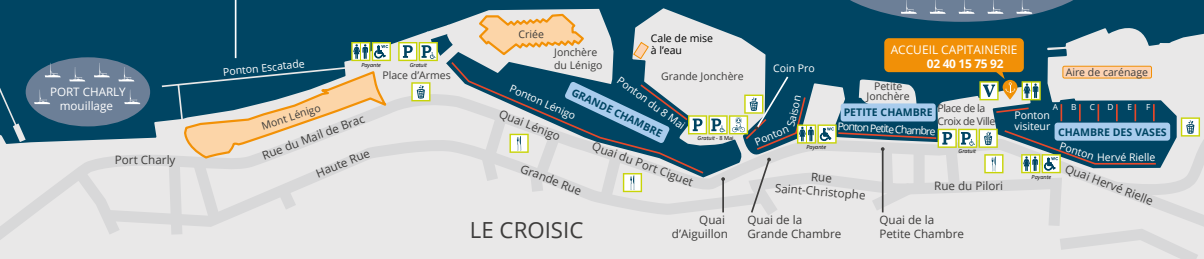 PORT CHARLY
mouillage
Ponton Escatade
Port Charly
Mont Lénigo
Rue du Mail de Brac
Haute Rue
WC
P
P
Payante
Gratuit
Place d'Armes
Criée
Jonchère
du Lénigo
Ponton Lénigo
Quai Lénigo
Grande Rue
GRANDE CHAMBRE
Quai du Port Ciguet
LE CROISIC
Cale de mise
à l'eau
Grande Jonchère
Ponton du 8 Mai
P
P
Gratuit - 8 Mai
Coin Pro
Ponton Saison
Quai
d'Aiguillon
Quai de la
Grande Chambre
WC
Payante
Rue
Saint-Christophe
Petite
Jonchère
PETITE CHAMBRE
Ponton Petite Chambre
Quai de la
Petite Chambre
ACCUEIL CAPITAINERIE
02 40 15 75 92
V
Place de la
Croix de Ville
P
P
Gratuit
Rue du Pilori
Ponton
visiteur
Aire de carénage
A B C D E F
CHAMBRE DES VASES
Ponton Hervé Rielle
WC
Payante
Quai Hervé Rielle